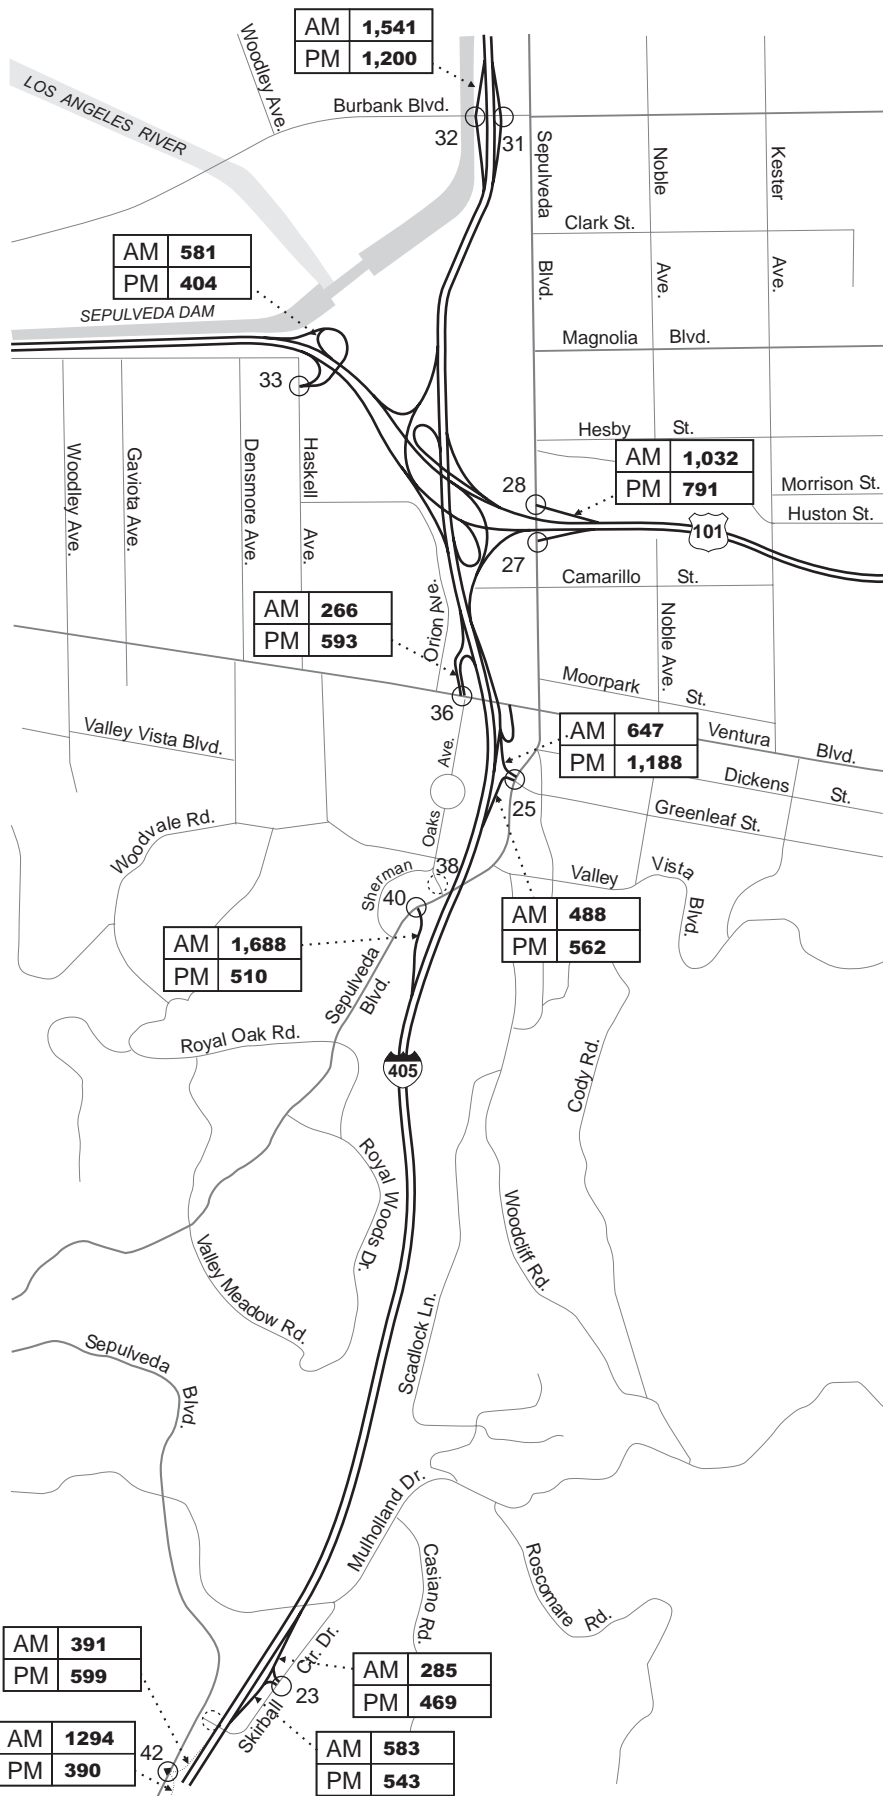 AM 1,541
PM 1,200
Woodley Ave.
LOS ANGELES RIVER
Burbank Blvd.
32
31
Sepulveda
Blvd.
Noble
Ave.
Kester
Ave.
Clark St.
AM 581
PM 404
SEPULVEDA DAM
Magnolia Blvd.
33
Woodley Ave.
Gaviota Ave.
Densmore Ave.
Haskell
Ave.
Hesby St.
AM 1,032
PM 791
Morrison St.
Huston St.
28
101
27
Camarillo St.
Orion Ave.
Noble Ave.
AM 266
PM 593
Moorpark St.
36
Valley Vista Blvd.
AM 647
PM 1,188
Ventura Blvd.
Dickens St.
Greenleaf St.
25
Ave.
Oaks
Sherman
Woodvale Rd.
38
40
Valley Vista
Blvd.
AM 488
PM 562
AM 1,688
PM 510
Sepulveda
Blvd.
Royal Oak Rd.
405
Cody Rd.
Royal Woods Dr.
Woodcliff Rd.
Valley Meadow Rd.
Scadlock Ln.
Sepulveda
Blvd.
Mulholland Dr.
Casiano Rd.
Roscomare Rd.
AM 391
PM 599
Skirball Ctr. Dr.
23
AM 285
PM 469
AM 1294
PM 390
42
AM 583
PM 543